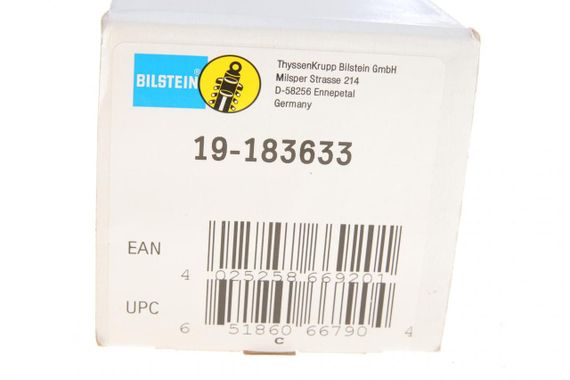 BILSTEIN®
ThyssenKrupp Bilstein GmbH
Milsper Strasse 214
D-58256 Ennepetal
Germany
19-183633
EAN
4 025258 669201
UPC
6 51860 66790 4
C